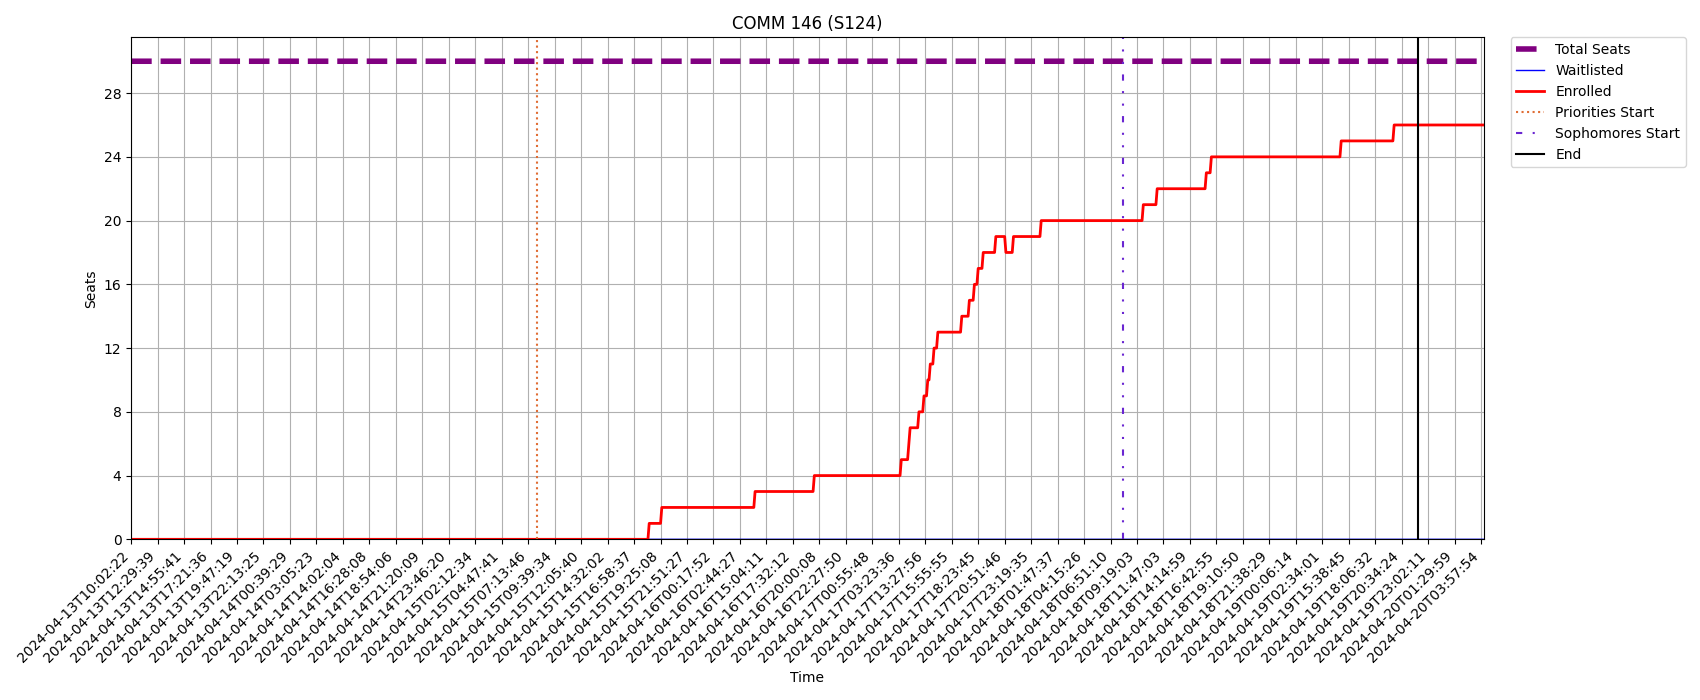 COMM 146 (S124)
Total Seats
Waitlisted
Enrolled
Priorities Start
Sophomores Start
End
Seats
28
24
20
16
12
8
4
0
2024-04-13T10:02:22
2024-04-13T12:29:39
2024-04-13T14:55:41
2024-04-13T17:21:36
2024-04-13T19:47:19
2024-04-13T22:13:25
2024-04-14T00:39:29
2024-04-14T03:05:23
2024-04-14T14:02:04
2024-04-14T16:28:08
2024-04-14T18:54:06
2024-04-14T21:20:09
2024-04-14T23:46:20
2024-04-15T02:12:34
2024-04-15T04:47:41
2024-04-15T07:13:46
2024-04-15T09:39:34
2024-04-15T12:05:40
2024-04-15T14:32:02
2024-04-15T16:58:37
2024-04-15T19:25:08
2024-04-15T21:51:27
2024-04-16T00:17:52
2024-04-16T02:44:27
2024-04-16T15:04:11
2024-04-16T17:32:12
2024-04-16T20:00:08
2024-04-16T22:27:50
2024-04-17T00:55:48
2024-04-17T03:23:36
2024-04-17T13:27:56
2024-04-17T15:55:55
2024-04-17T18:23:45
2024-04-17T20:51:46
2024-04-17T23:19:35
2024-04-18T01:47:37
2024-04-18T04:15:26
2024-04-18T06:51:10
2024-04-18T09:19:03
2024-04-18T11:47:03
2024-04-18T14:14:59
2024-04-18T16:42:55
2024-04-18T19:10:50
2024-04-18T21:38:29
2024-04-19T00:06:14
2024-04-19T02:34:01
2024-04-19T15:38:45
2024-04-19T18:06:32
2024-04-19T20:34:24
2024-04-19T23:02:11
2024-04-20T01:29:59
2024-04-20T03:57:54
Time